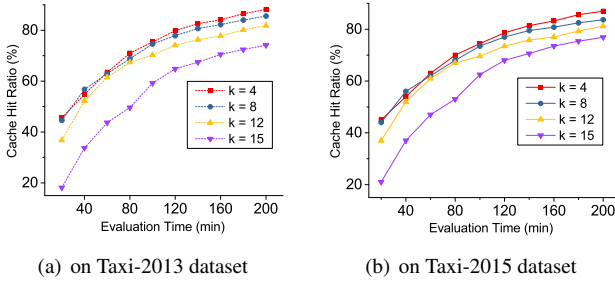 Cache Hit Ratio (%)
80
60
40
20
k = 4
k = 8
k = 12
k = 15
40 80 120 160 200
Evaluation Time (min)
(a) on Taxi-2013 dataset
Cache Hit Ratio (%)
80
60
40
20
k = 4
k = 8
k = 12
k = 15
40 80 120 160 200
Evaluation Time (min)
(b) on Taxi-2015 dataset